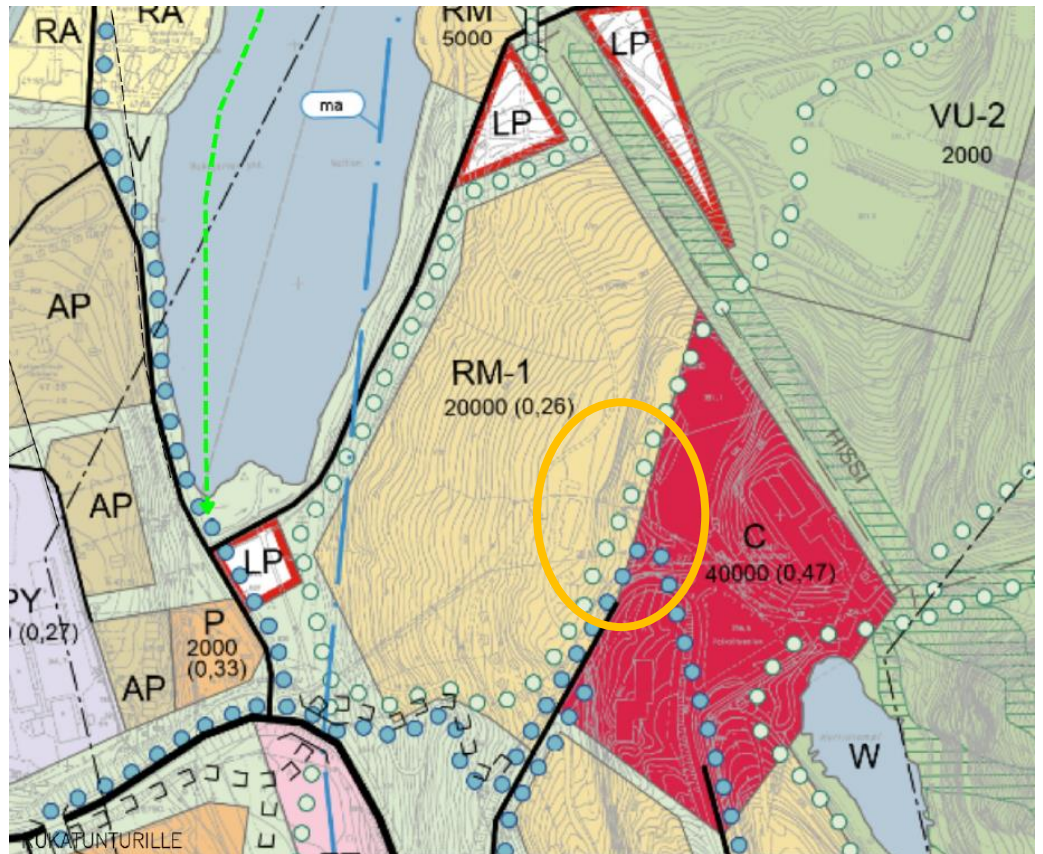 RA
RA
RM
5000
LP
LP
ma
V
VU-2
2000
AP
RM-1
20000 (0,26)
HISSI
AP
C
40000 (0,47)
LP
PY
(0,27)
P
2000
(0,33)
AP
W
RUKATUNTURILLE